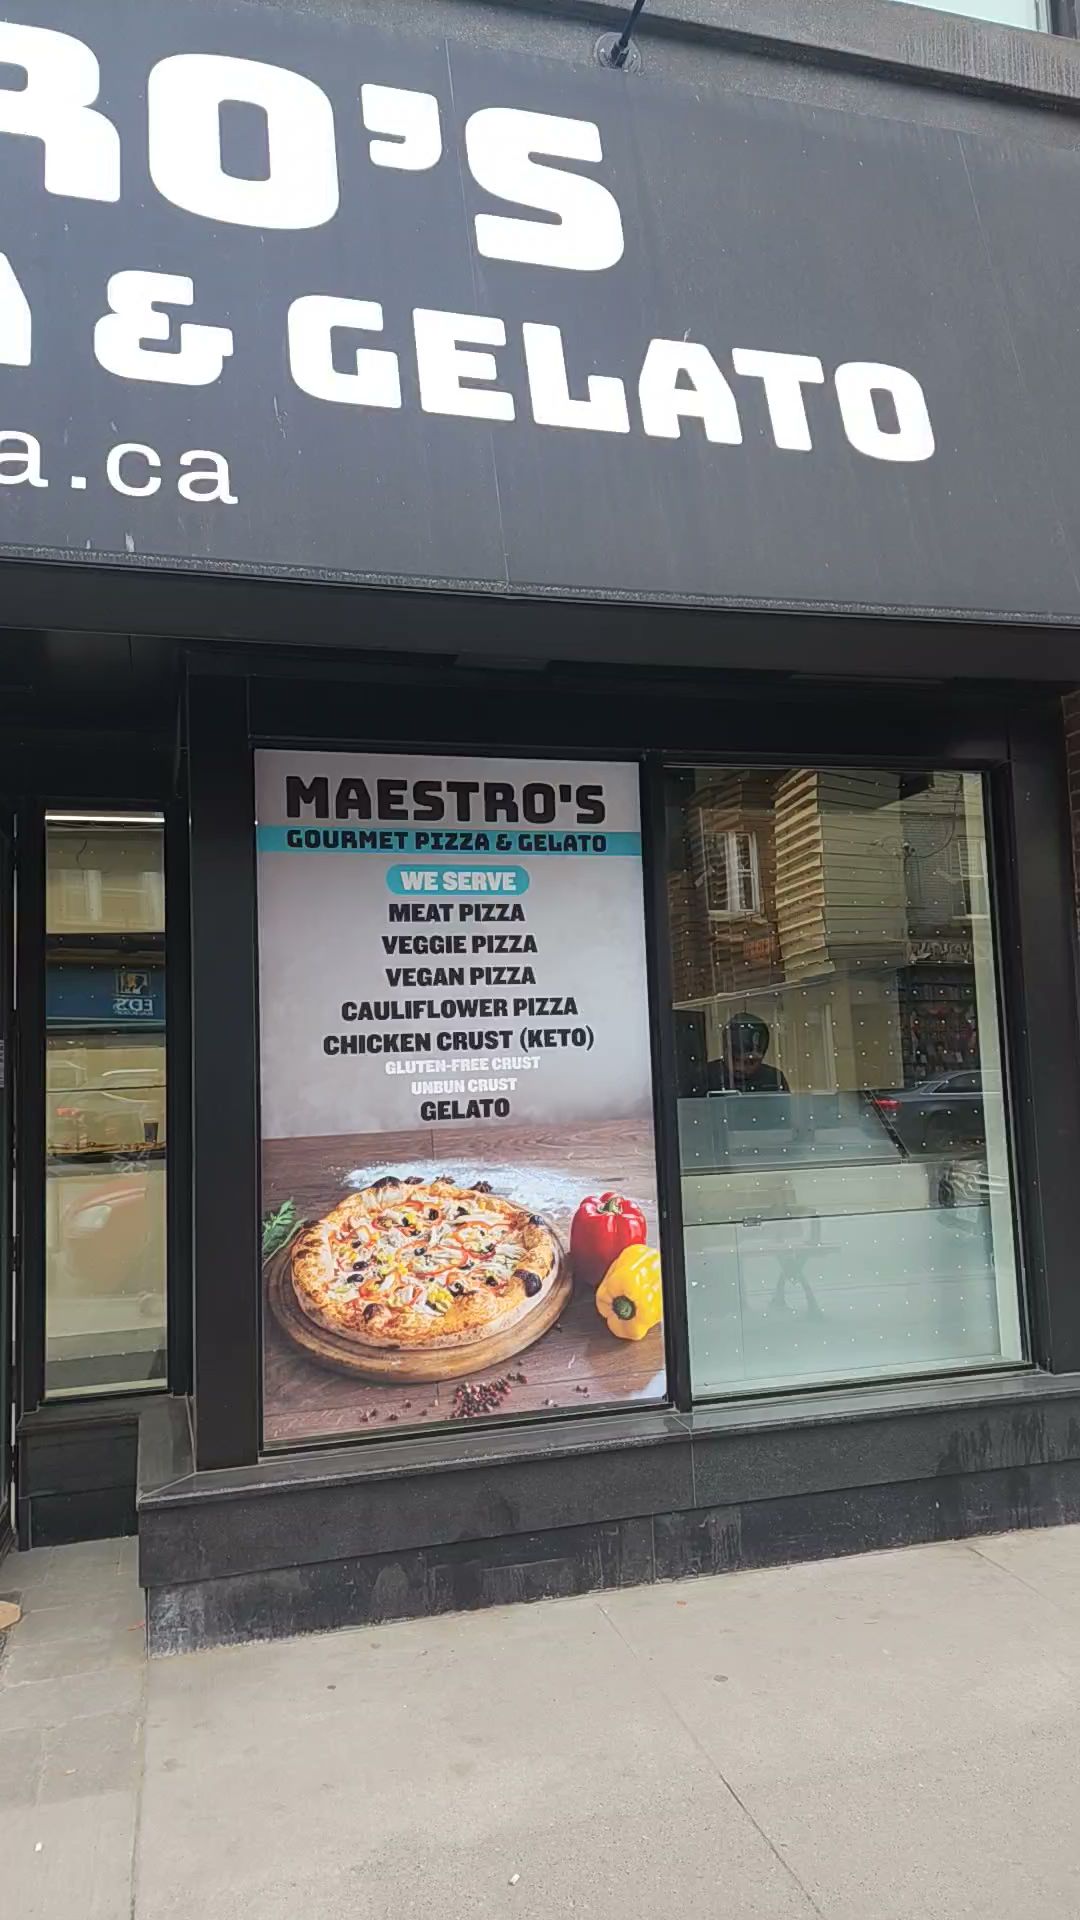 RO'S
A & GELATO
a.ca
MAESTRO'S
GOURMET PIZZA & GELATO
WE SERVE
MEAT PIZZA
VEGGIE PIZZA
VEGAN PIZZA
CAULIFLOWER PIZZA
CHICKEN CRUST (KETO)
GLUTEN-FREE CRUST
UNBUN CRUST
GELATO
ED'S